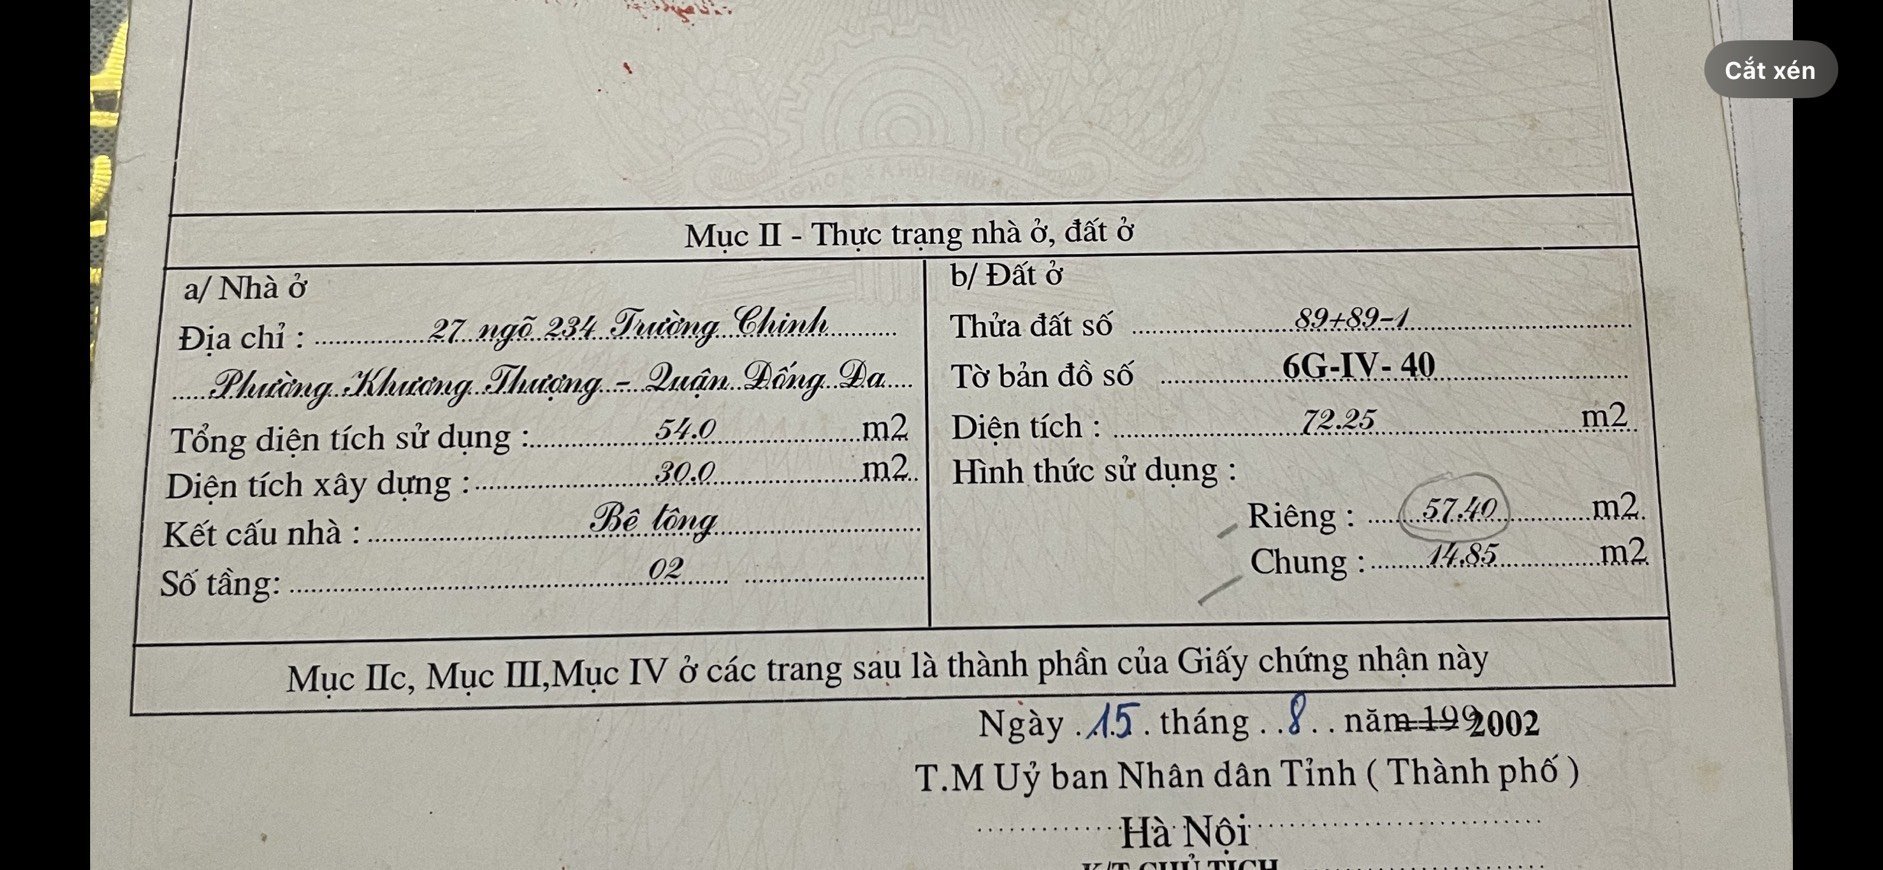 Cắt xén
Mục II - Thực trạng nhà ở, đất ở
a/ Nhà ở
Địa chỉ : 27 ngõ 234 Trường Chinh
Phường Khương Thượng - Quận Đống Đa
Tổng diện tích sử dụng : 54.0 m2
Diện tích xây dựng : 30.0 m2
Kết cấu nhà : Bê tông
Số tầng: 02
b/ Đất ở
Thửa đất số 89+89-1
Tờ bản đồ số 6G-IV- 40
Diện tích : 72.25 m2
Hình thức sử dụng :
Riêng : 57.40 m2
Chung : 14.85 m2
Mục IIc, Mục III,Mục IV ở các trang sau là thành phần của Giấy chứng nhận này
Ngày 15 tháng 8 năm 199 2002
T.M Uỷ ban Nhân dân Tỉnh ( Thành phố )
Hà Nội
K/T CHỦ TỊCH